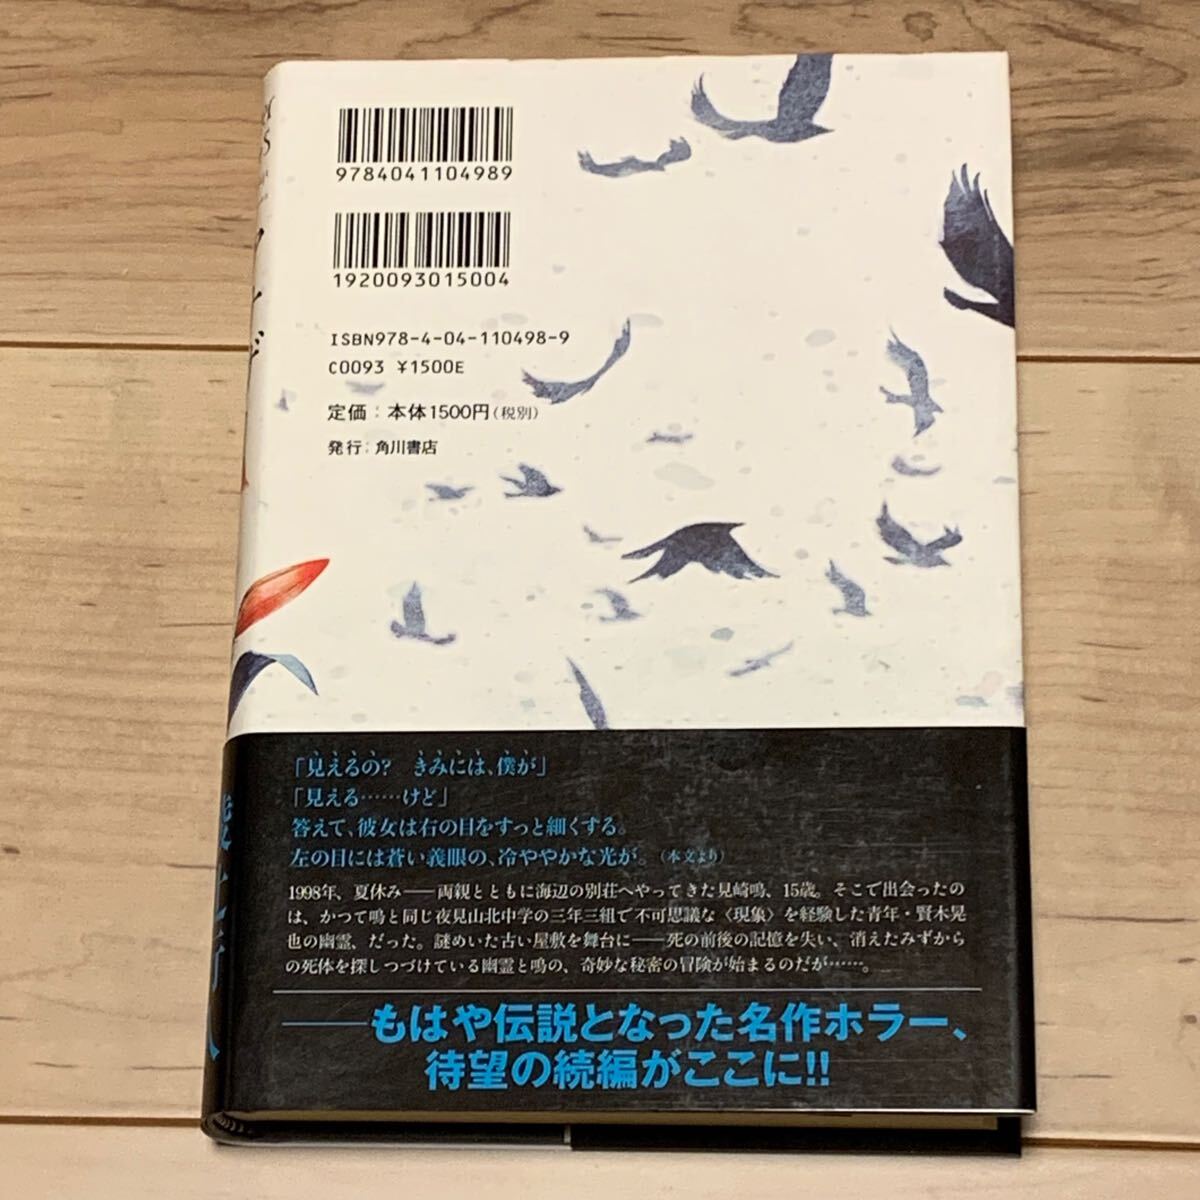 9784041104989
1920093015004
ISBN978-4-04-110498-9
C0093 ¥1500E
定価：本体1500円（税別）
発行：角川書店
「見えるの？　きみには、僕が」
「見える……けど」
答えて、彼女は右の目をすっと細くする。
左の目には蒼い義眼の、冷ややかな光が。（本文より）
1998年、夏休み──両親とともに海辺の別荘へやってきた見崎鳴、15歳。そこで出会ったの
は、かつて鳴と同じ夜見山北中学の三年三組で不可思議な〈現象〉を経験した青年・賢木晃
也の幽霊、だった。謎めいた古い屋敷を舞台に──死の前後の記憶を失い、消えたみずから
の死体を探しつづけている幽霊と鳴の、奇妙な秘密の冒険が始まるのだが……。
──もはや伝説となった名作ホラー、
待望の続編がここに!!